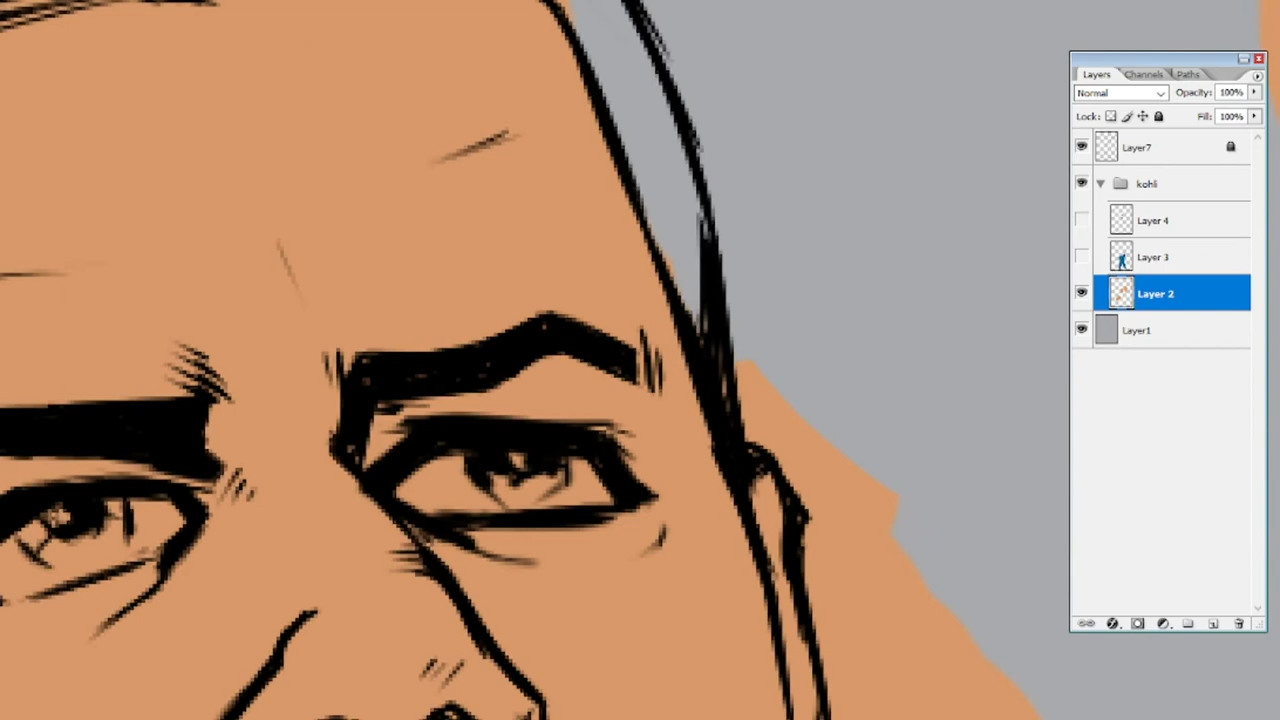 Layers Channels Paths
Normal Opacity: 100%
Lock: Fill: 100%
Layer7
kohli
Layer 4
Layer 3
Layer 2
Layer1